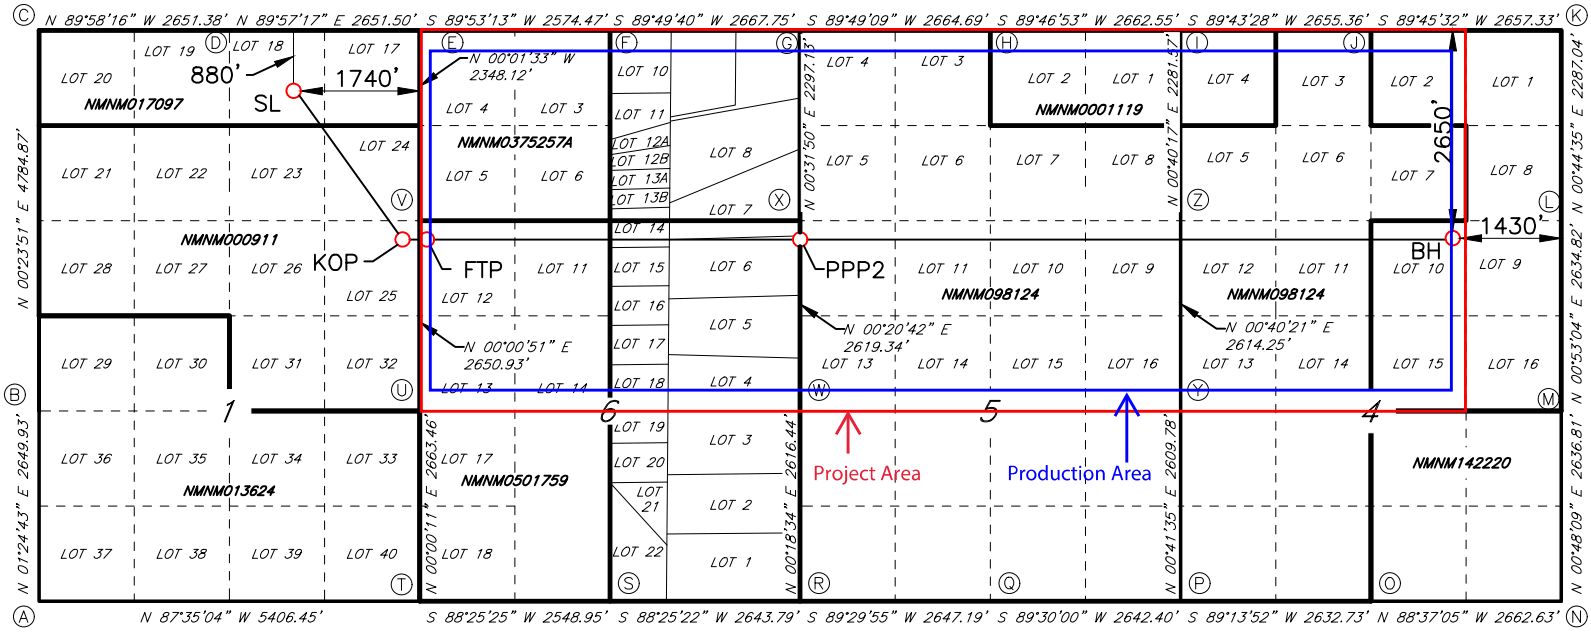 C N 89°58'16" W 2651.38' N 89°57'17" E 2651.50' S 89°53'13" W 2574.47' S 89°49'40" W 2667.75' S 89°49'09" W 2664.69' S 89°46'53" W 2662.55' S 89°43'28" W 2655.36' S 89°45'32" W 2657.33' K
D E F G H I J
LOT 20 LOT 19 LOT 18 LOT 17
880' 1740'
SL
NMNM017097
N 00°01'33" W
2348.12'
LOT 4 LOT 3
NMNM0375257A
LOT 5 LOT 6
LOT 10
LOT 11
LOT 12A
LOT 12B
LOT 13A
LOT 13B
LOT 8
LOT 7
X
N 00°31'50" E 2297.13'
LOT 4 LOT 3 LOT 2 LOT 1
NMNM0001119
LOT 5 LOT 6 LOT 7 LOT 8
N 00°40'17" E 2281.57'
LOT 4 LOT 3 LOT 2 LOT 1
LOT 5 LOT 6 LOT 7 LOT 8
2650'
N 00°44'35" E 2287.04'
N 00°23'51" E 4784.87'
LOT 21 LOT 22 LOT 23 LOT 24
V
Z
L
NMNM000911
KOP
FTP
PPP2
BH
1430'
LOT 28 LOT 27 LOT 26 LOT 25
LOT 12 LOT 11
LOT 14
LOT 15
LOT 16
LOT 17
LOT 18
LOT 6
LOT 5
LOT 4
LOT 11 LOT 10 LOT 9
NMNM098124
LOT 12 LOT 11 LOT 10 LOT 9
NMNM098124
N 00°53'04" E 2634.82'
N 00°00'51" E
2650.93'
N 00°20'42" E
2619.34'
N 00°40'21" E
2614.25'
LOT 29 LOT 30 LOT 31 LOT 32
LOT 13 LOT 14
LOT 13 LOT 14 LOT 15 LOT 16
LOT 13 LOT 14 LOT 15 LOT 16
B U W Y M
1 6 5 4
N 01°24'43" E 2649.93'
LOT 36 LOT 35 LOT 34 LOT 33
NMNM013624
LOT 37 LOT 38 LOT 39 LOT 40
N 00°00'11" E 2663.46'
LOT 17
NMNM0501759
LOT 18
LOT 19
LOT 20
LOT
21
LOT 22
LOT 3
LOT 2
LOT 1
N 00°18'34" E 2616.44'
Project Area
Production Area
N 00°41'35" E 2609.78'
NMNM142220
N 00°48'09" E 2636.81'
T S R Q P O
A N 87°35'04" W 5406.45' S 88°25'25" W 2548.95' S 88°25'22" W 2643.79' S 89°29'55" W 2647.19' S 89°30'00" W 2642.40' S 89°13'52" W 2632.73' N 88°37'05" W 2662.63' N